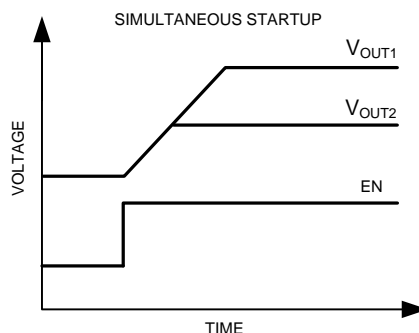 SIMULTANEOUS STARTUP
VOUT1
VOUT2
EN
VOLTAGE
TIME